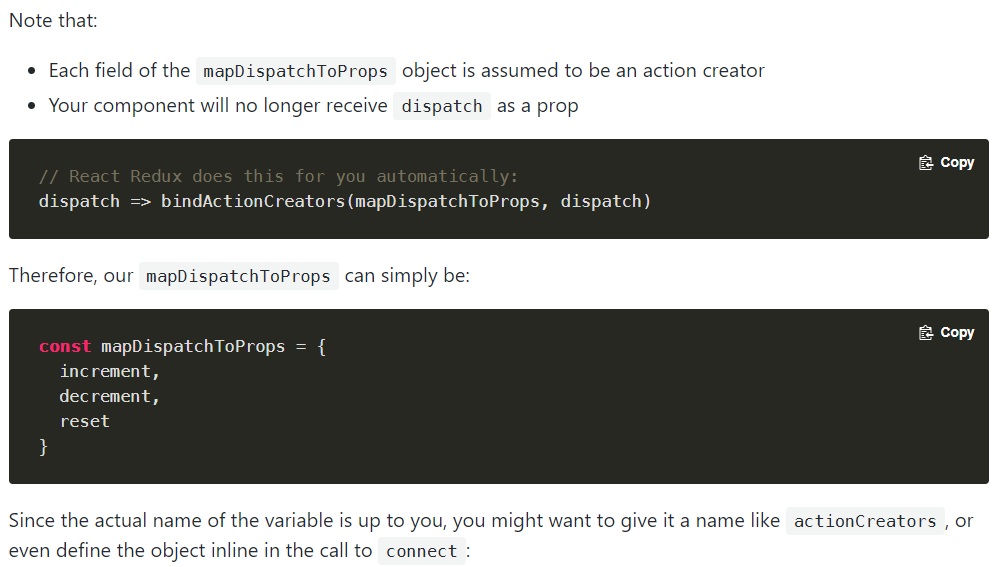 Note that:
• Each field of the mapDispatchToProps object is assumed to be an action creator
• Your component will no longer receive dispatch as a prop
Copy
// React Redux does this for you automatically:
dispatch => bindActionCreators(mapDispatchToProps, dispatch)
Therefore, our mapDispatchToProps can simply be:
Copy
const mapDispatchToProps = {
  increment,
  decrement,
  reset
}
Since the actual name of the variable is up to you, you might want to give it a name like actionCreators, or
even define the object inline in the call to connect: